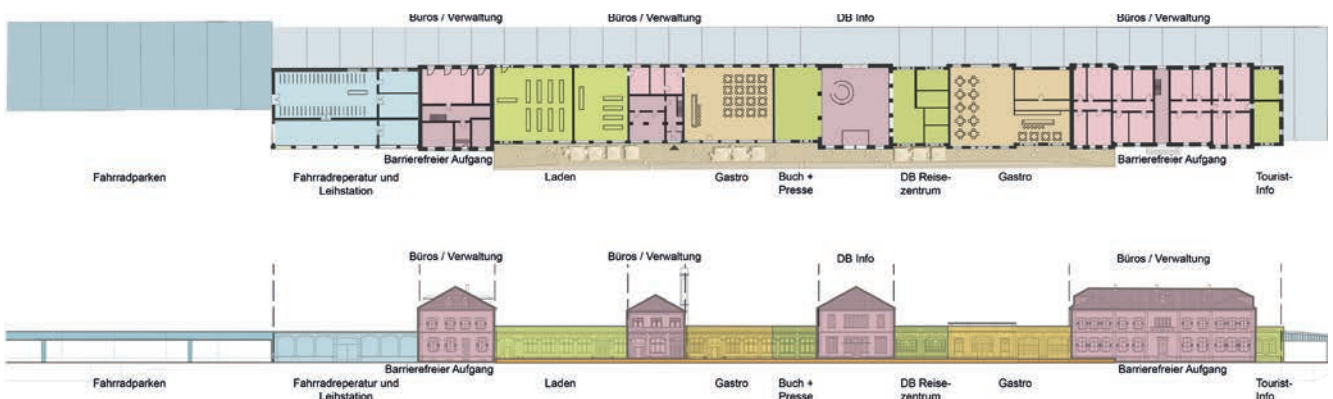 Büros / Verwaltung
Büros / Verwaltung
DB Info
Büros / Verwaltung
Barrierefreier Aufgang
Barrierefreier Aufgang
Fahrradparken
Fahrradreperatur und
Leihstation
Laden
Gastro
Buch +
Presse
DB Reise-
zentrum
Gastro
Tourist-
Info
Büros / Verwaltung
Büros / Verwaltung
DB Info
Büros / Verwaltung
Barrierefreier Aufgang
Barrierefreier Aufgang
Fahrradparken
Fahrradreperatur und
Leihstation
Laden
Gastro
Buch +
Presse
DB Reise-
zentrum
Gastro
Tourist-
Info